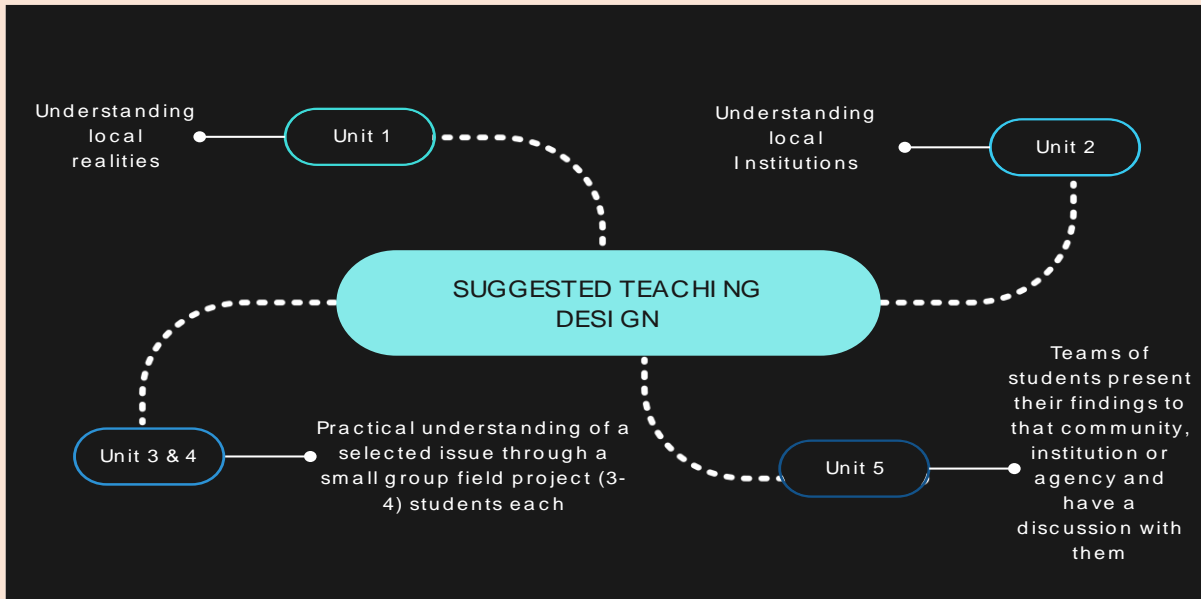 Understanding
local
realities
Unit 1
Understanding
local
Institutions
Unit 2
SUGGESTED TEACHING
DESIGN
Unit 3 & 4
Practical understanding of a
selected issue through a
small group field project (3-
4) students each
Unit 5
Teams of
students present
their findings to
that community,
institution or
agency and
have a
discussion with
them